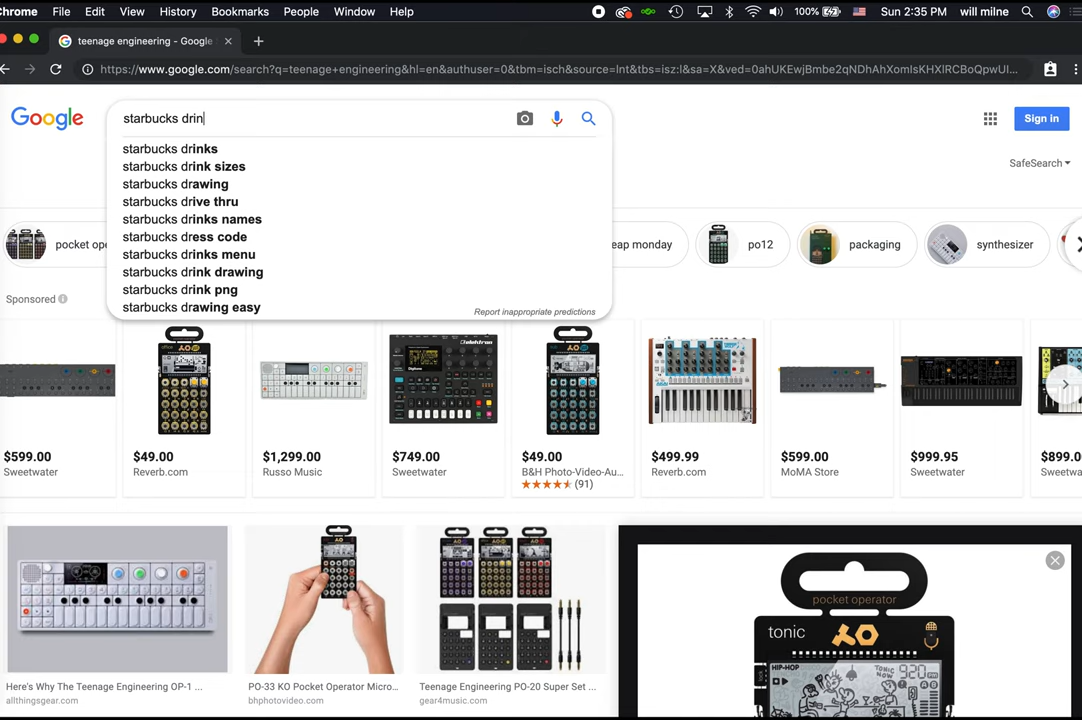 Chrome File Edit View History Bookmarks People Window Help 100% Sun 2:35 PM will milne
teenage engineering - Google
https://www.google.com/search?q=teenage+engineering&hl=en&authuser=0&tbm=isch&source=lnt&tbs=isz:l&sa=X&ved=0ahUKEwjBmbe2qNDhAhXomIsKHXlRCBoQpwUI...
Google
starbucks drin
Sign in
starbucks drinks
starbucks drink sizes
starbucks drawing
starbucks drive thru
starbucks drinks names
starbucks dress code
starbucks drinks menu
starbucks drink drawing
starbucks drink png
starbucks drawing easy
Report inappropriate predictions
SafeSearch
pocket ope
eap monday
po12
packaging
synthesizer
Sponsored
$599.00
Sweetwater
$49.00
Reverb.com
$1,299.00
Russo Music
$749.00
Sweetwater
$49.00
B&H Photo-Video-Au...
(91)
$499.99
Reverb.com
$599.00
MoMA Store
$999.95
Sweetwater
$899.0
Sweetwa
Here's Why The Teenage Engineering OP-1 ...
allthingsgear.com
PO-33 KO Pocket Operator Micro...
bhphotovideo.com
Teenage Engineering PO-20 Super Set ...
gear4music.com
pocket operator
tonic
HIP-HOP
TONIC
NOW
920